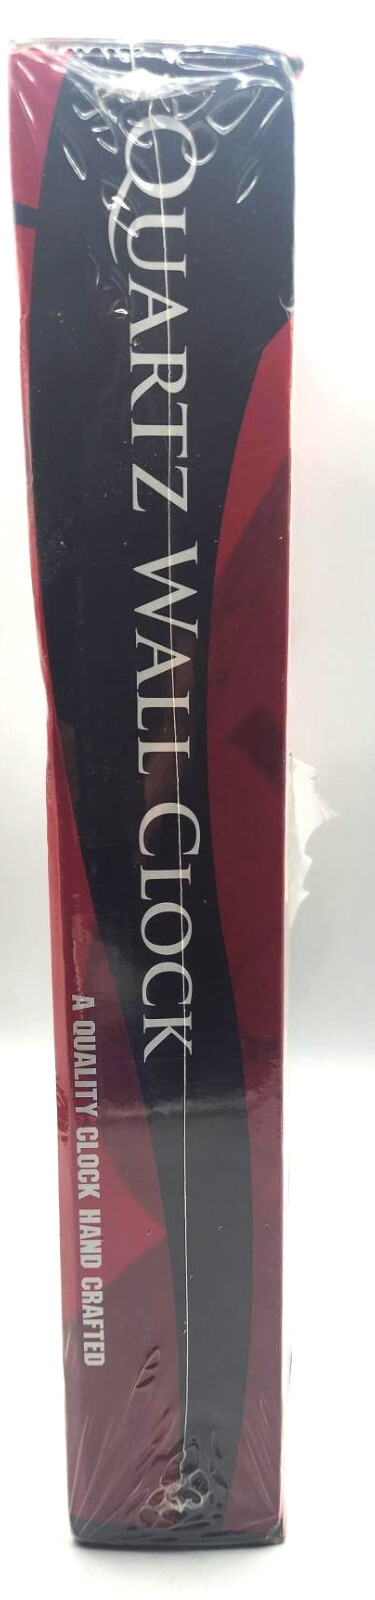 QUARTZ WALL CLOCK
A QUALITY CLOCK HAND CRAFTED